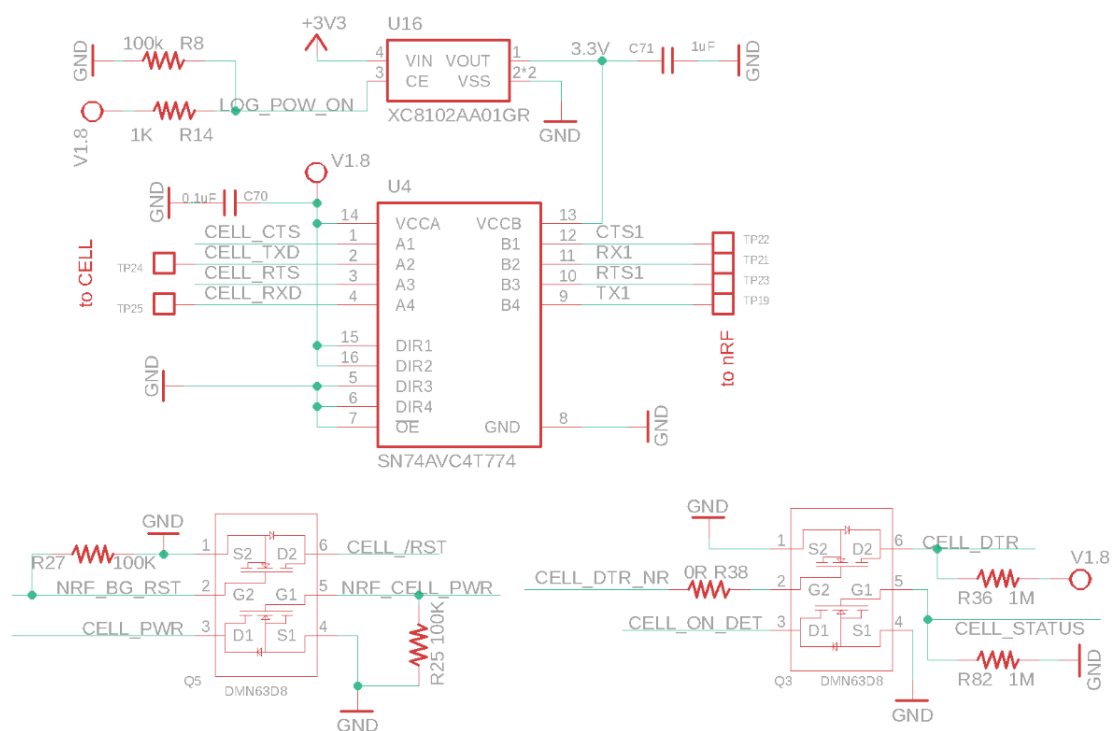 +3V3
U16
100k R8
GND
4 VIN VOUT 1
3 CE VSS 2*2
3.3V
C71 1uF
GND
LOG_POW_ON
XC8102AA01GR
GND
V1.8
1K R14
V1.8
U4
GND
0.1uF C70
14 VCCA VCCB 13
CELL_CTS 1 A1 B1 12 CTS1 TP22
TP24 CELL_TXD 2 A2 B2 11 RX1 TP21
CELL_RTS 3 A3 B3 10 RTS1 TP23
TP25 CELL_RXD 4 A4 B4 9 TX1 TP19
to CELL
to nRF
15 DIR1
16 DIR2
GND
5 DIR3
6 DIR4
7 OE GND 8
GND
SN74AVC4T774
GND
R27 100K
1 S2 D2 6 CELL_/RST
NRF_BG_RST 2 G2 G1 5 NRF_CELL_PWR
CELL_PWR 3 D1 S1 4
R25 100K
Q5 DMN63D8
GND
GND
1 S2 D2 6 CELL_DTR
V1.8
CELL_DTR_NR 0R R38 2 G2 G1 5
R36 1M
CELL_ON_DET 3 D1 S1 4
CELL_STATUS
R82 1M
GND
Q3 DMN63D8
GND